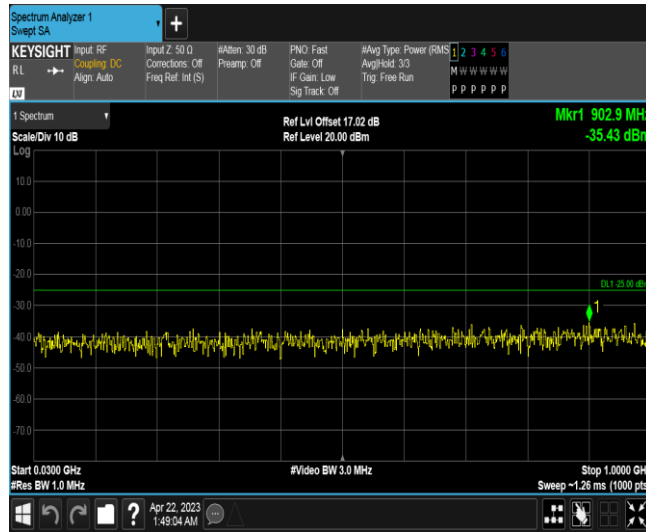 Spectrum Analyzer 1
Swept SA
+
KEYSIGHT Input: RF Input Z: 50 Ω #Atten: 30 dB PNO: Fast #Avg Type: Power (RMS 1 2 3 4 5 6
RL Coupling: DC Corrections: Off Preamp: Off Gate: Off Avg|Hold: 3/3 M W W W W W
Align: Auto Freq Ref: Int (S) IF Gain: Low Trig: Free Run
LXI Sig Track: Off P P P P P P
1 Spectrum Ref Lvl Offset 17.02 dB Mkr1 902.9 MHz
Scale/Div 10 dB Ref Level 20.00 dBm -35.43 dBm
Log
10.0
0.00
-10.0
-20.0
DL1 -25.00 dBm
-30.0
1
-40.0
-50.0
-60.0
-70.0
Start 0.0300 GHz #Video BW 3.0 MHz Stop 1.0000 GH
#Res BW 1.0 MHz Sweep ~1.26 ms (1000 pts
? Apr 22, 2023
1:49:04 AM